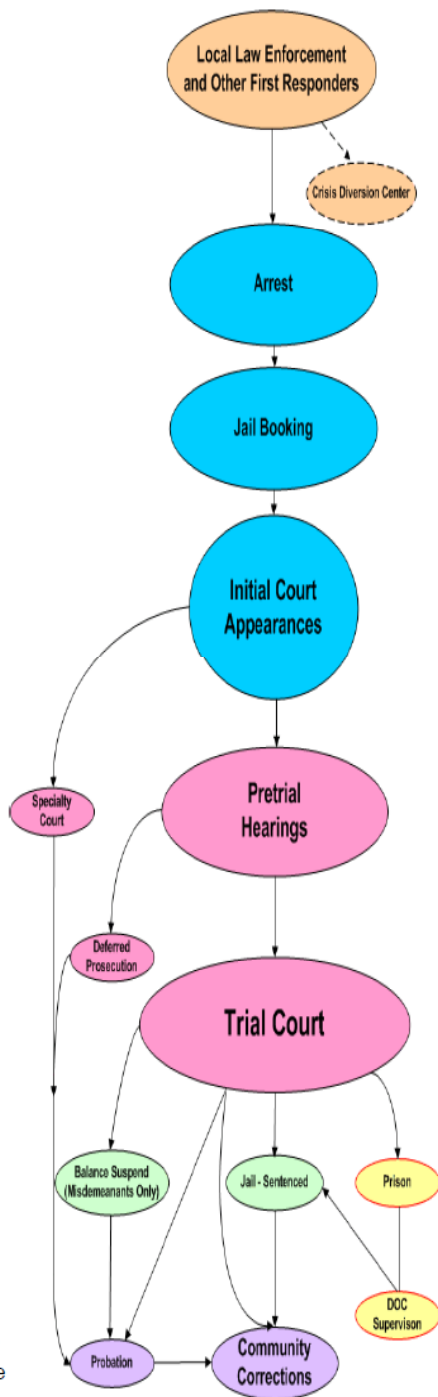 Local Law Enforcement
and Other First Responders
Crisis Diversion Center
Arrest
Jail Booking
Initial Court
Appearances
Specialty
Court
Pretrial
Hearings
Deferred
Prosecution
Trial Court
Balance Suspend
(Misdemeanants Only)
Jail - Sentenced
Prison
DOC
Supervison
Probation
Community
Corrections
e